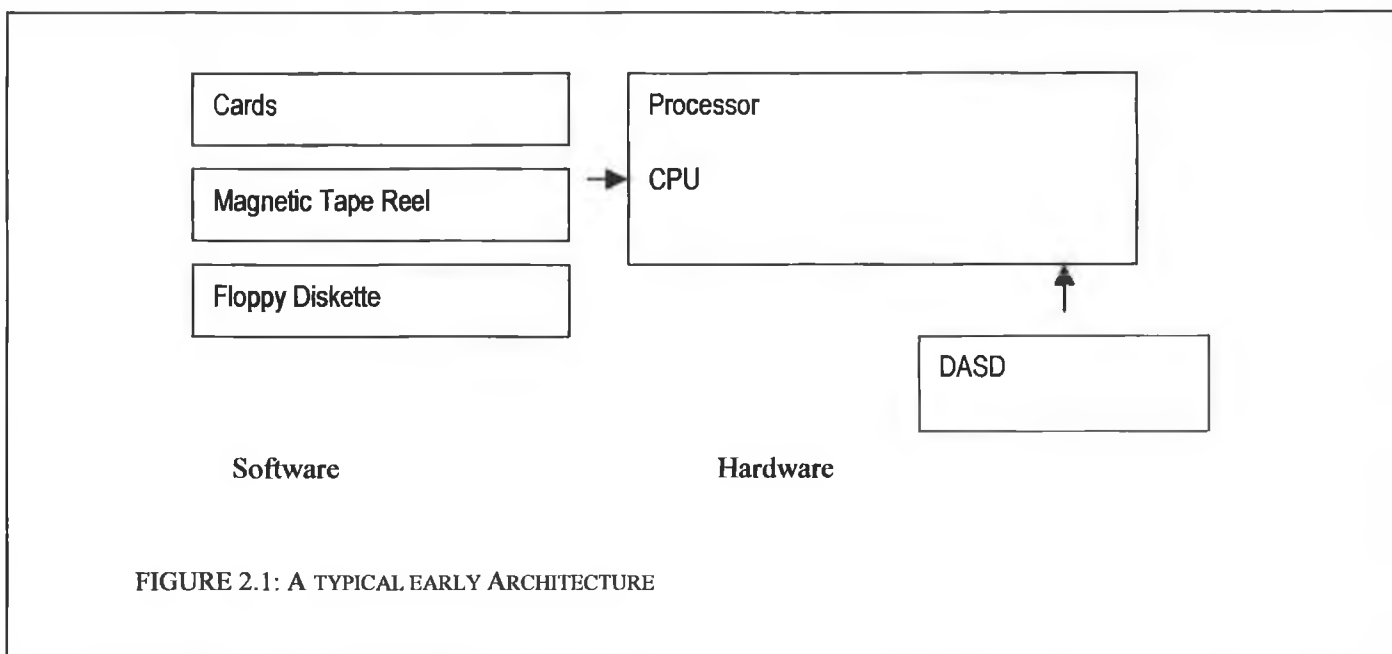 Cards
Magnetic Tape Reel
Floppy Diskette
Processor
CPU
DASD
Software
Hardware
FIGURE 2.1: A TYPICAL EARLY ARCHITECTURE